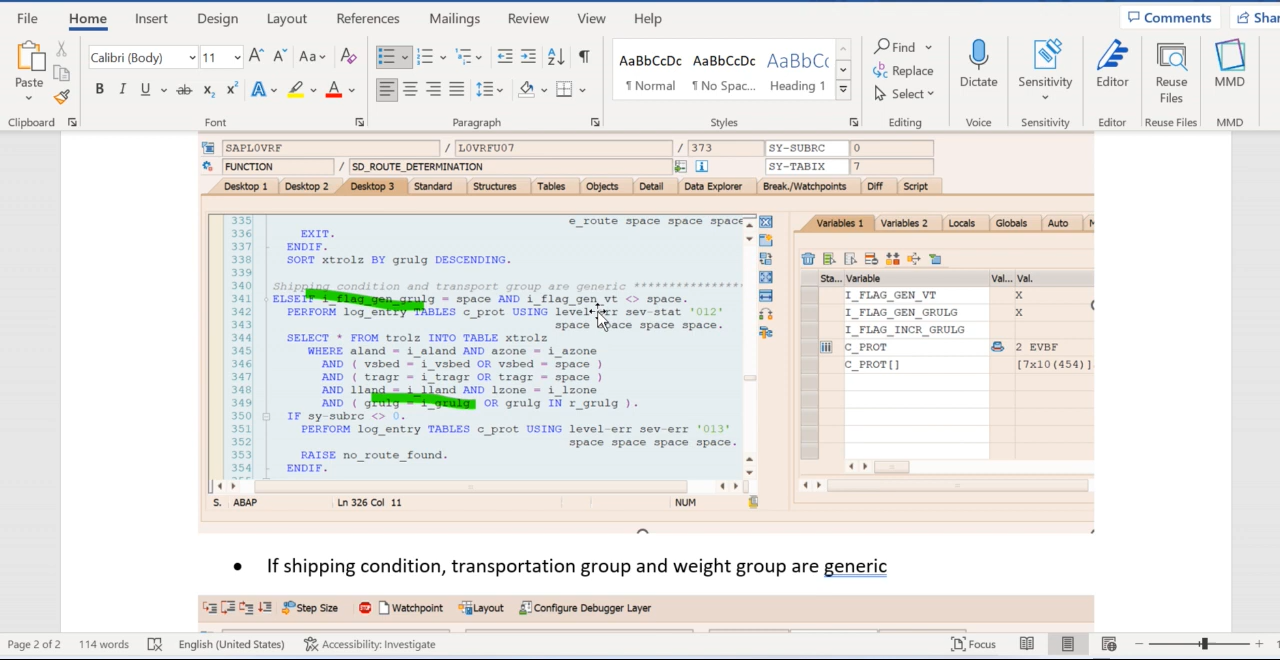 File Home Insert Design Layout References Mailings Review View Help Comments Shar
Paste Calibri (Body) 11 Aa Find Replace Select Dictate Sensitivity Editor Reuse Files MMD
B I U ab x₂ x² A A A
AaBbCcDc AaBbCcDc AaBbC(
¶ Normal ¶ No Spac... Heading 1
Clipboard Font Paragraph Styles Editing Voice Sensitivity Editor Reuse Files MMD
SAPL0VRF / L0VRFU07 / 373 SY-SUBRC 0
FUNCTION / SD_ROUTE_DETERMINATION SY-TABIX 7
Desktop 1 Desktop 2 Desktop 3 Standard Structures Tables Objects Detail Data Explorer Break./Watchpoints Diff Script
335 e_route space space space
336 EXIT.
337 ENDIF.
338 SORT xtrolz BY grulg DESCENDING.
339
340 Shipping condition and transport group are generic ****************
341 ELSEIF i_flag_gen_grulg = space AND i_flag_gen_vt <> space.
342 PERFORM log_entry TABLES c_prot USING level-err sev-stat '012'
343 space space space space.
344 SELECT * FROM trolz INTO TABLE xtrolz
345 WHERE aland = i_aland AND azone = i_azone
346 AND ( vsbed = i_vsbed OR vsbed = space )
347 AND ( tragr = i_tragr OR tragr = space )
348 AND lland = i_lland AND lzone = i_lzone
349 AND ( grulg = i_grulg OR grulg IN r_grulg ).
350 IF sy-subrc <> 0.
351 PERFORM log_entry TABLES c_prot USING level-err sev-err '013'
352 space space space space.
353 RAISE no_route_found.
354 ENDIF.
S. ABAP Ln 326 Col 11 NUM
Variables 1 Variables 2 Locals Globals Auto
Sta... Variable Val... Val.
I_FLAG_GEN_VT X
I_FLAG_GEN_GRULG X
I_FLAG_INCR_GRULG
C_PROT 2 EVBF
C_PROT[] [7x10(454)]
• If shipping condition, transportation group and weight group are generic
Step Size Watchpoint Layout Configure Debugger Layer
Page 2 of 2 114 words English (United States) Accessibility: Investigate Focus